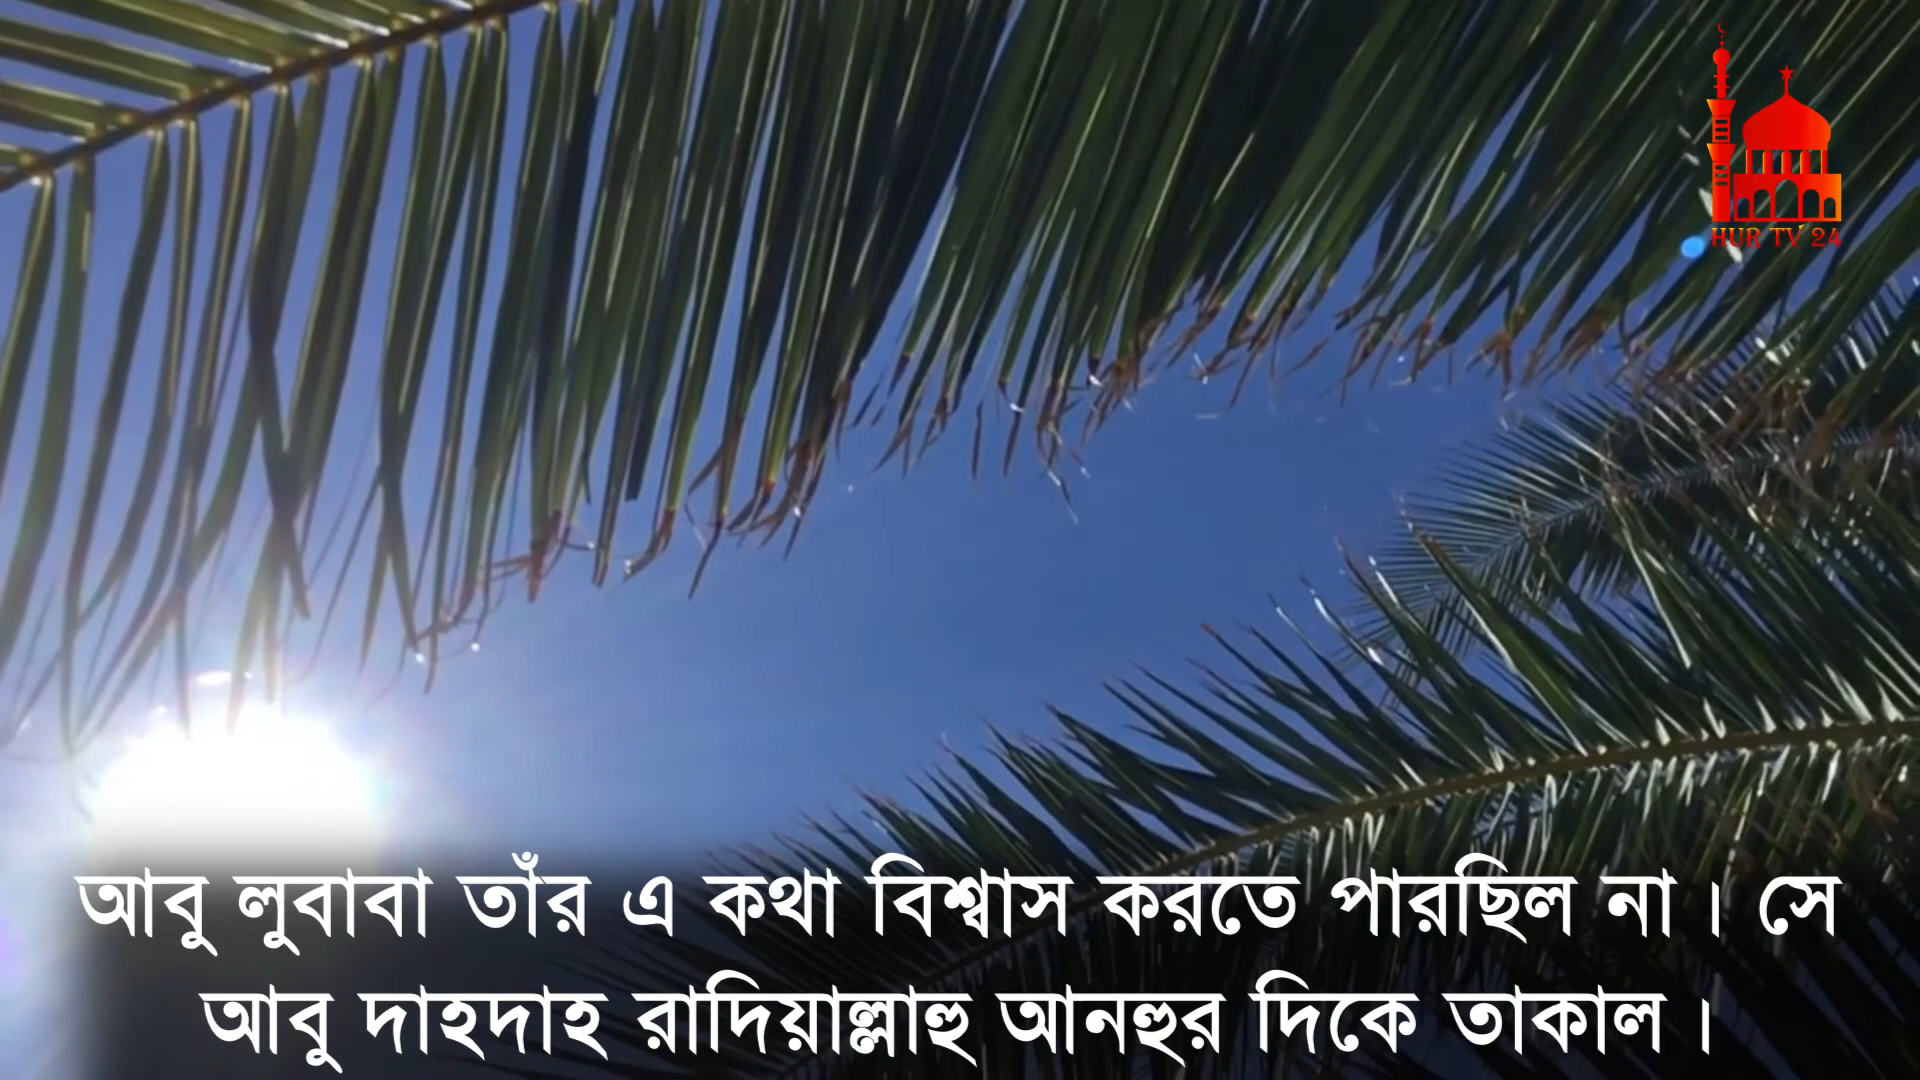 HUR TV 24
আবু লুবাবা তাঁর এ কথা বিশ্বাস করতে পারছিল না। সে
আবু দাহদাহ রাদিয়াল্লাহু আনহুর দিকে তাকাল।